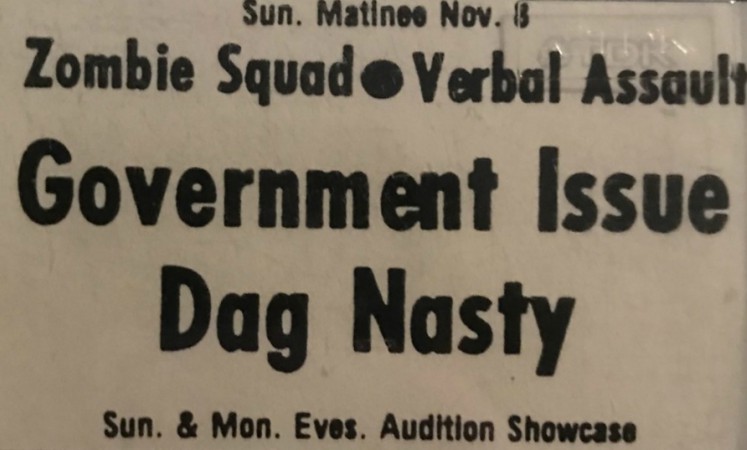 Sun. Matinee Nov. 8
Zombie Squad●Verbal Assault
Government Issue
Dag Nasty
Sun. & Mon. Eves. Audition Showcase